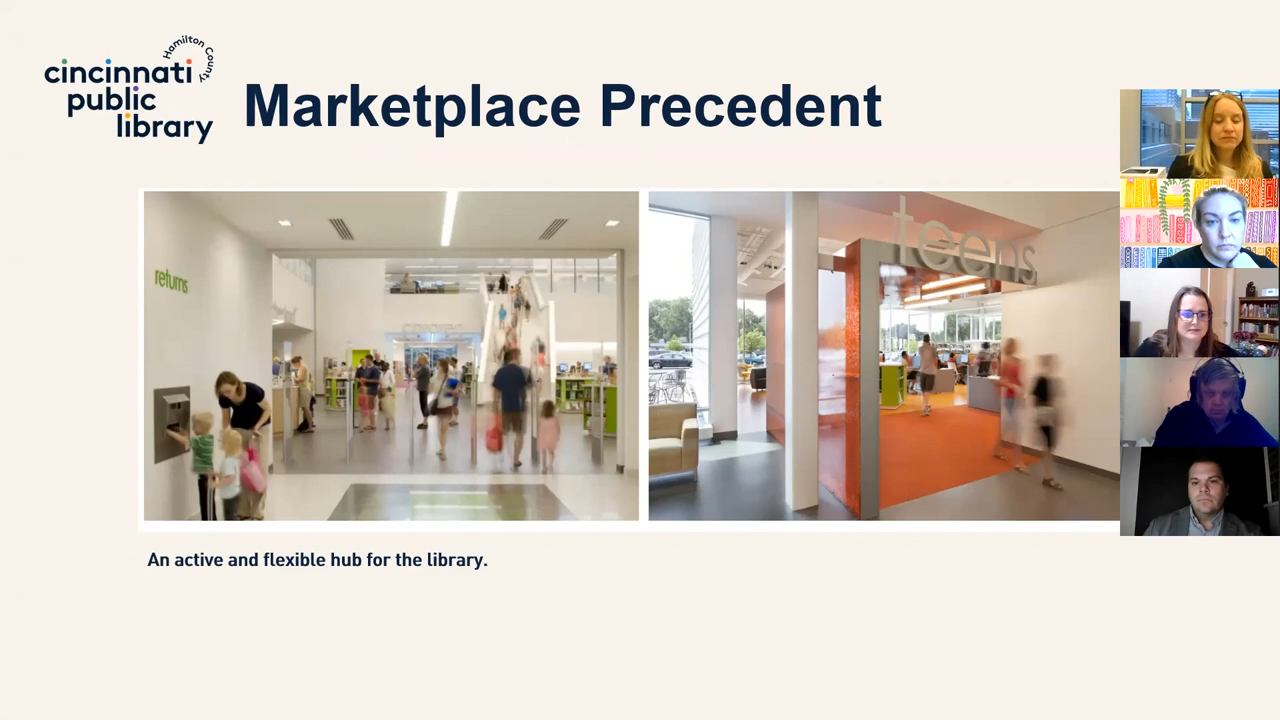 Hamilton County
cincinnati
public
library
Marketplace Precedent
returns
teens
An active and flexible hub for the library.